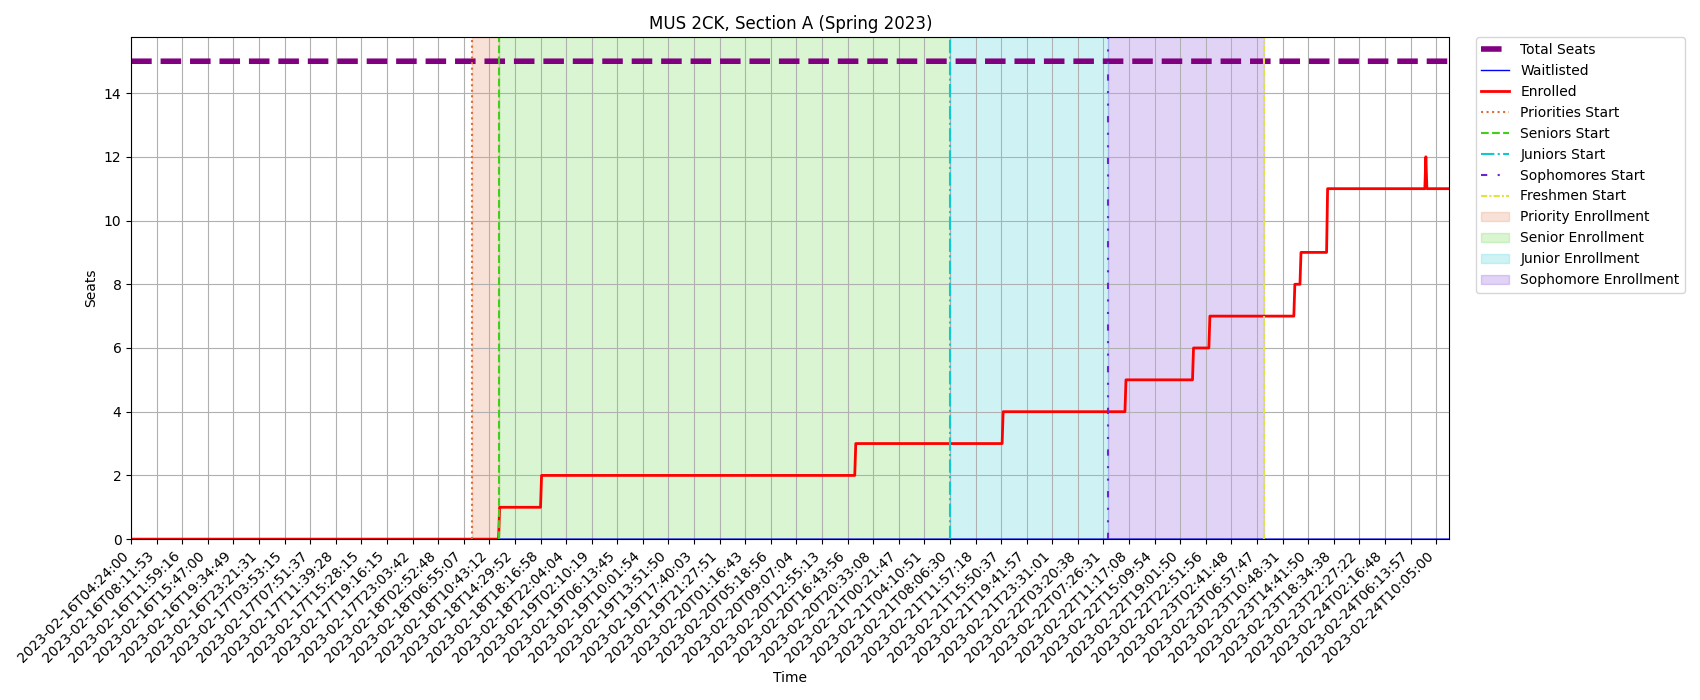 MUS 2CK, Section A (Spring 2023)
Seats
14
12
10
8
6
4
2
0
2023-02-16T04:24:00
2023-02-16T08:11:53
2023-02-16T11:59:16
2023-02-16T15:47:00
2023-02-16T19:34:49
2023-02-16T23:21:31
2023-02-17T03:53:15
2023-02-17T07:51:37
2023-02-17T11:39:28
2023-02-17T15:28:15
2023-02-17T19:16:15
2023-02-17T23:03:42
2023-02-18T02:52:48
2023-02-18T06:55:07
2023-02-18T10:43:12
2023-02-18T14:29:52
2023-02-18T18:16:58
2023-02-18T22:04:04
2023-02-19T02:10:19
2023-02-19T06:13:45
2023-02-19T10:01:54
2023-02-19T13:51:50
2023-02-19T17:40:03
2023-02-19T21:27:51
2023-02-20T01:16:43
2023-02-20T05:18:56
2023-02-20T09:07:04
2023-02-20T12:55:13
2023-02-20T16:43:56
2023-02-20T20:33:08
2023-02-21T00:21:47
2023-02-21T04:10:51
2023-02-21T08:06:30
2023-02-21T11:57:18
2023-02-21T15:50:37
2023-02-21T19:41:57
2023-02-21T23:31:01
2023-02-22T03:20:38
2023-02-22T07:26:31
2023-02-22T11:17:08
2023-02-22T15:09:54
2023-02-22T19:01:50
2023-02-22T22:51:56
2023-02-23T02:41:48
2023-02-23T06:57:47
2023-02-23T10:48:31
2023-02-23T14:41:50
2023-02-23T18:34:38
2023-02-23T22:27:22
2023-02-24T02:16:48
2023-02-24T06:13:57
2023-02-24T10:05:00
Time
Total Seats
Waitlisted
Enrolled
Priorities Start
Seniors Start
Juniors Start
Sophomores Start
Freshmen Start
Priority Enrollment
Senior Enrollment
Junior Enrollment
Sophomore Enrollment